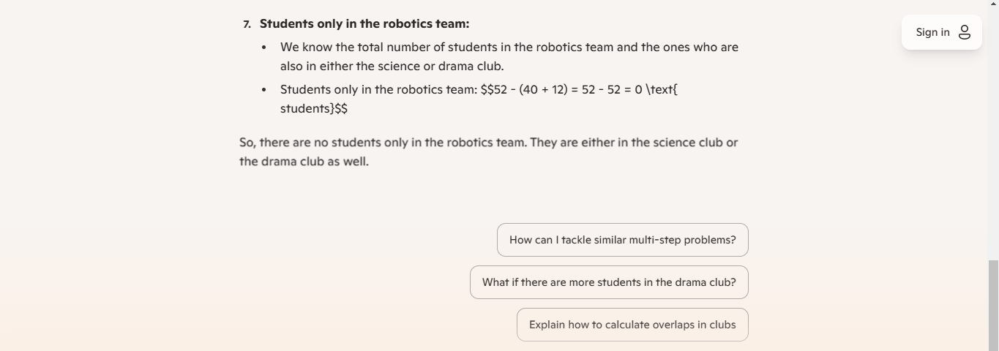 7. Students only in the robotics team:
Sign in
• We know the total number of students in the robotics team and the ones who are
also in either the science or drama club.
• Students only in the robotics team: $$52 - (40 + 12) = 52 - 52 = 0 \text{
students}$$
So, there are no students only in the robotics team. They are either in the science club or
the drama club as well.
How can I tackle similar multi-step problems?
What if there are more students in the drama club?
Explain how to calculate overlaps in clubs